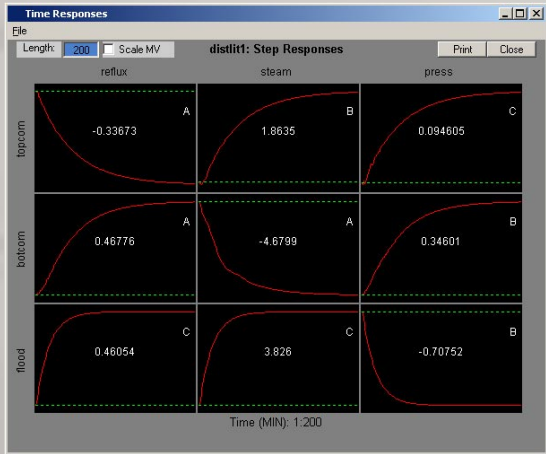 Time Responses
File
Length: 200 Scale MV distlit1: Step Responses Print Close
reflux steam press
topcom
A
-0.33673
B
1.8635
C
0.094605
botcom
A
0.46776
A
-4.6799
B
0.34601
flood
C
0.46054
C
3.826
B
-0.70752
Time (MIN): 1:200